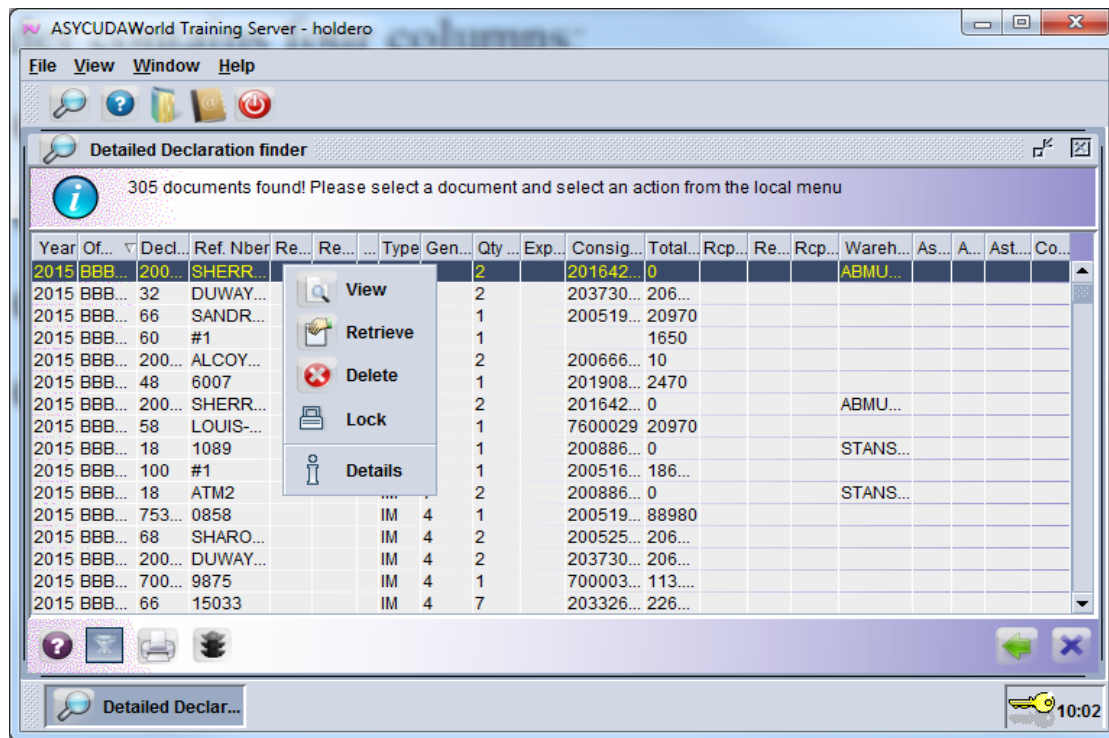 ASYCUDAWorld Training Server - holdero
File View Window Help
Detailed Declaration finder
305 documents found! Please select a document and select an action from the local menu
Year Of... Decl... Ref. Nber Re... Re... ... Type Gen... Qty ... Exp... Consig... Total... Rcp... Re... Rcp... Wareh... As... A... Ast... Co...
2015 BBB... 200... SHERR... 2 201642... 0 ABMU...
2015 BBB... 32 DUWAY... 2 203730... 206...
2015 BBB... 66 SANDR... 1 200519... 20970
2015 BBB... 60 #1 1 1650
2015 BBB... 200... ALCOY... 2 200666... 10
2015 BBB... 48 6007 1 201908... 2470
2015 BBB... 200... SHERR... 2 201642... 0 ABMU...
2015 BBB... 58 LOUIS-... 1 7600029 20970
2015 BBB... 18 1089 1 200886... 0 STANS...
2015 BBB... 100 #1 1 200516... 186...
2015 BBB... 18 ATM2 2 200886... 0 STANS...
2015 BBB... 753... 0858 IM 4 1 200519... 88980
2015 BBB... 68 SHARO... IM 4 2 200525... 206...
2015 BBB... 200... DUWAY... IM 4 2 203730... 206...
2015 BBB... 700... 9875 IM 4 1 700003... 113....
2015 BBB... 66 15033 IM 4 7 203326... 226...
View
Retrieve
Delete
Lock
Details
Detailed Declar...
10:02